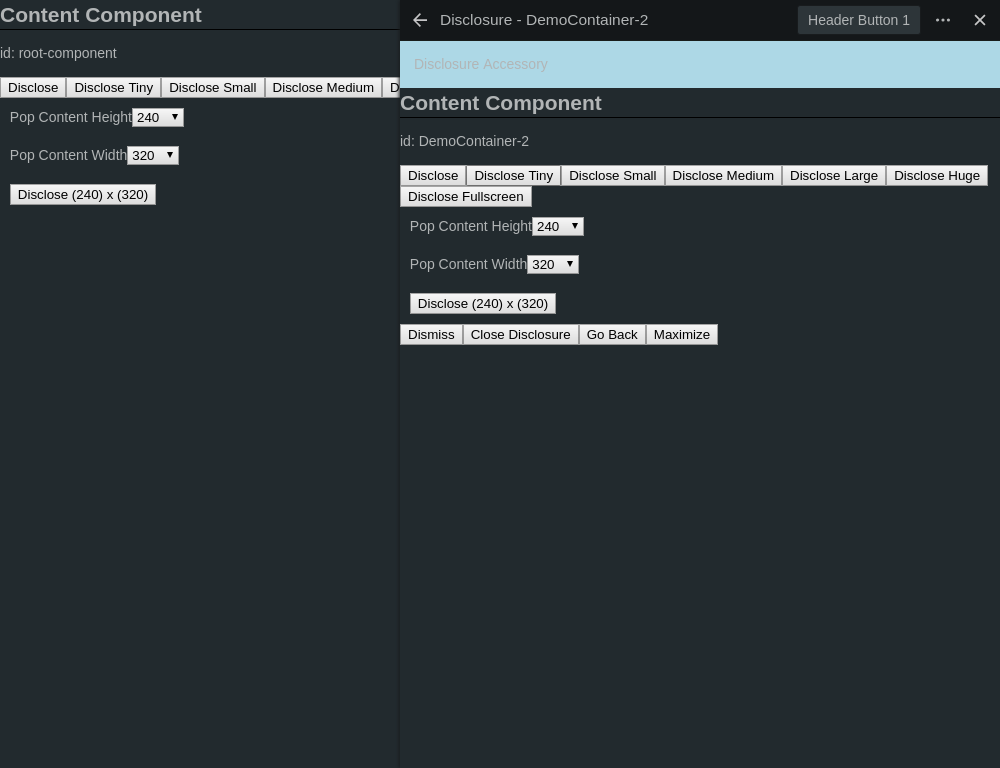 Content Component
id: root-component
Disclose Disclose Tiny Disclose Small Disclose Medium D
Pop Content Height 240
Pop Content Width 320
Disclose (240) x (320)
Disclosure - DemoContainer-2 Header Button 1
Disclosure Accessory
Content Component
id: DemoContainer-2
Disclose Disclose Tiny Disclose Small Disclose Medium Disclose Large Disclose Huge
Disclose Fullscreen
Pop Content Height 240
Pop Content Width 320
Disclose (240) x (320)
Dismiss Close Disclosure Go Back Maximize